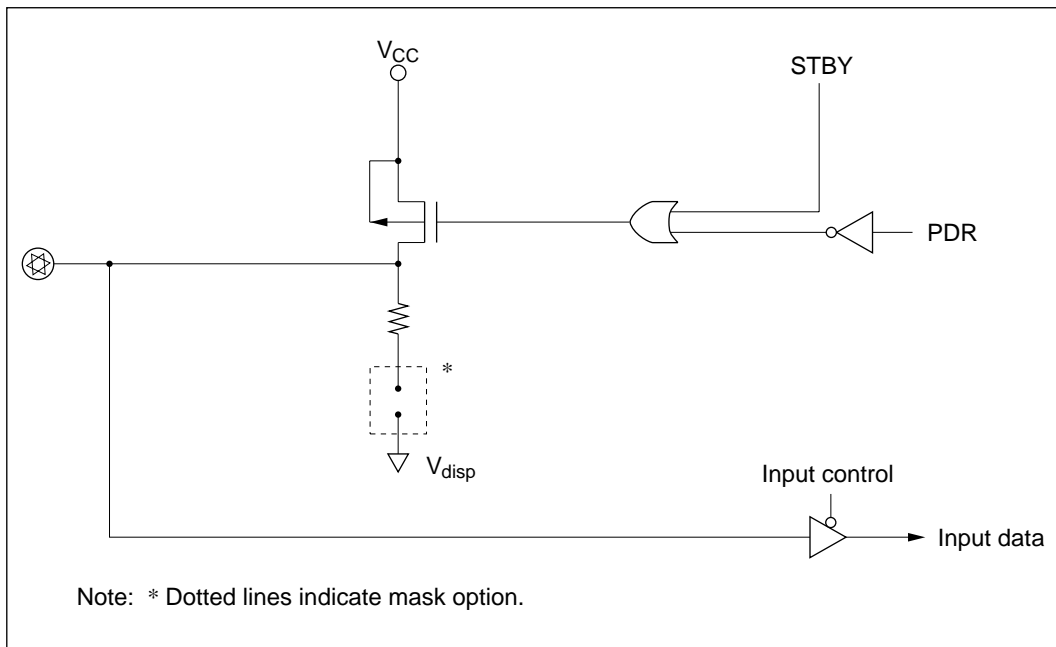 VCC
STBY
PDR
*
Vdisp
Input control
Input data
Note: * Dotted lines indicate mask option.